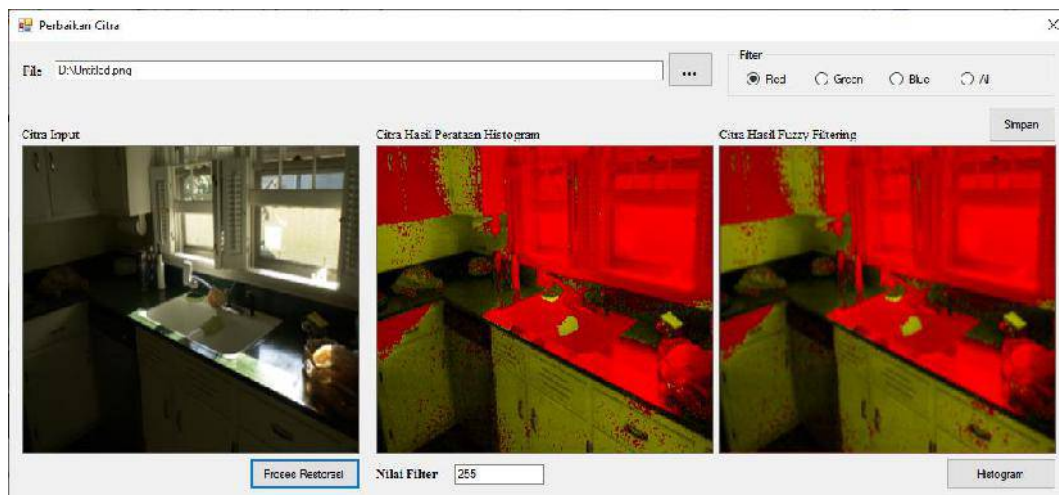 Perbaikan Citra
File D:\Untitled.png ...
Filter
Red Green Blue All
Simpan
Citra Input Citra Hasil Perataan Histogram Citra Hasil Fuzzy Filtering
Proses Restorasi Nilai Filter 255 Histogram